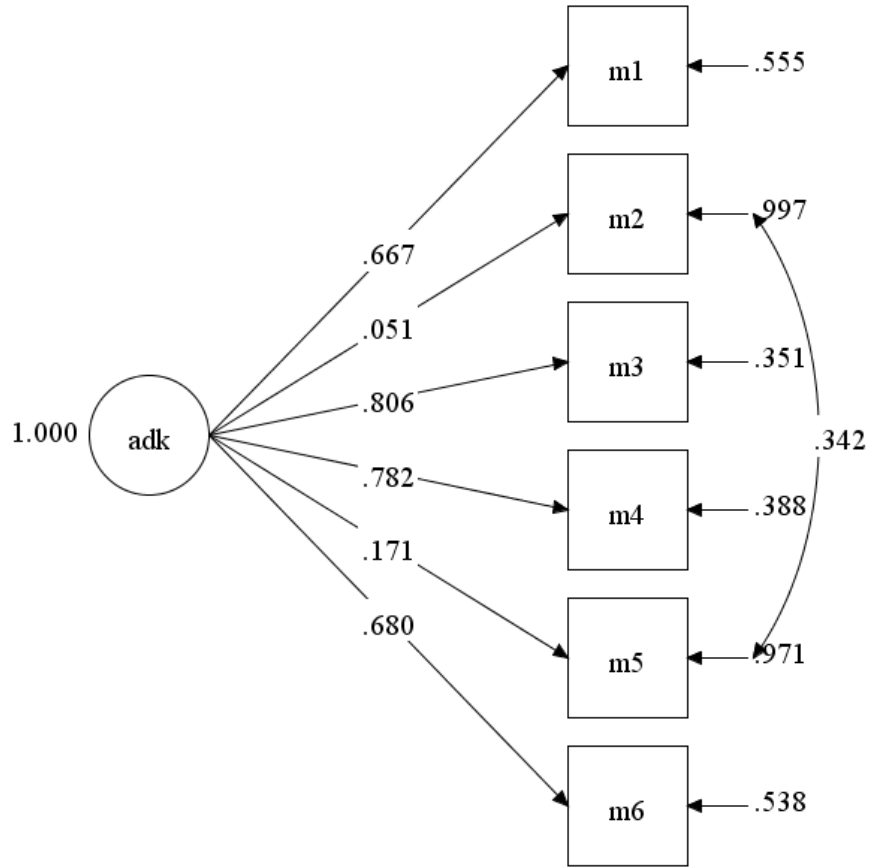 m1
.555
.667
m2
.997
.051
m3
.351
.806
1.000
adk
.342
.782
m4
.388
.171
m5
.971
.680
m6
.538